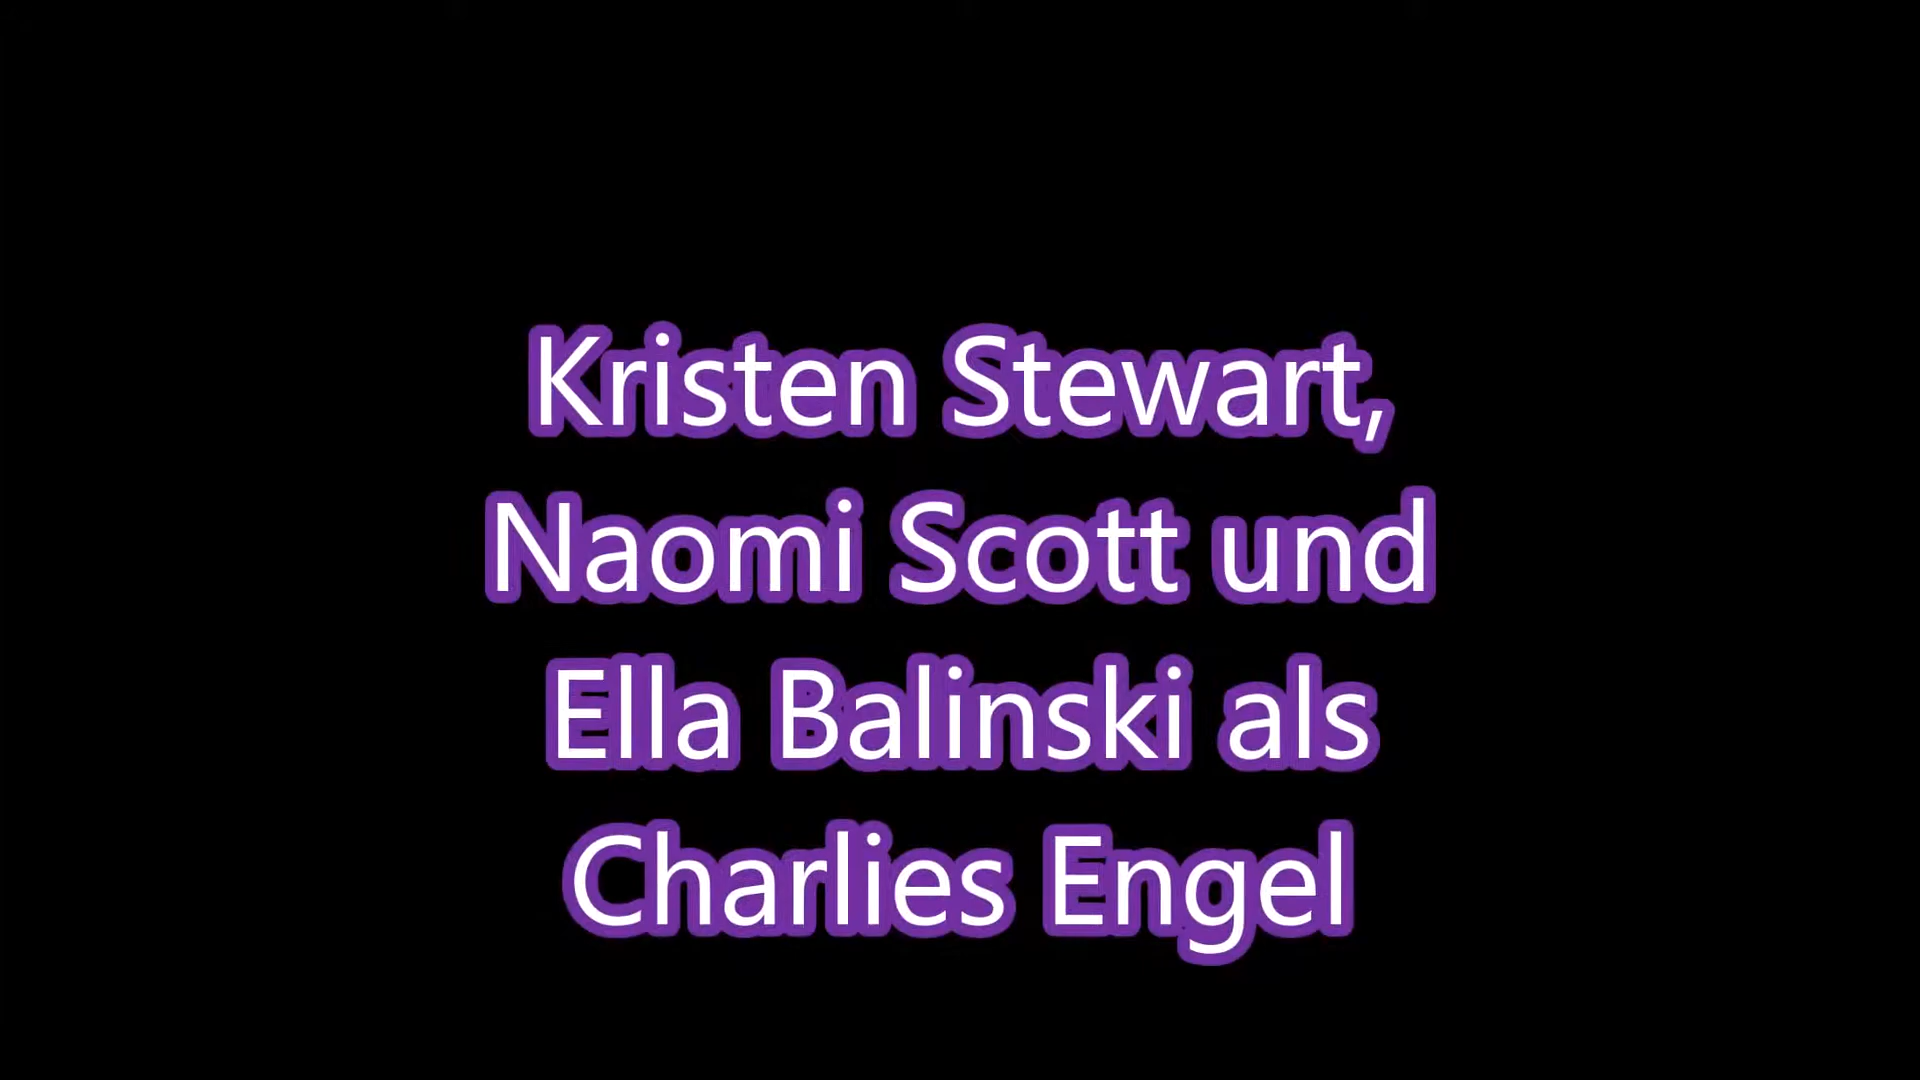 Kristen Stewart,
Naomi Scott und
Ella Balinski als
Charlies Engel